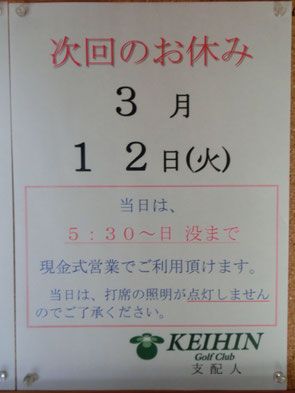 次回のお休み
3 月
1 2日(火)
当日は、
5:30~日 没まで
現金式営業でご利用頂けます。
当日は、打席の照明が点灯しません
のでご了承ください。
KEIHIN
Golf Club
支配人